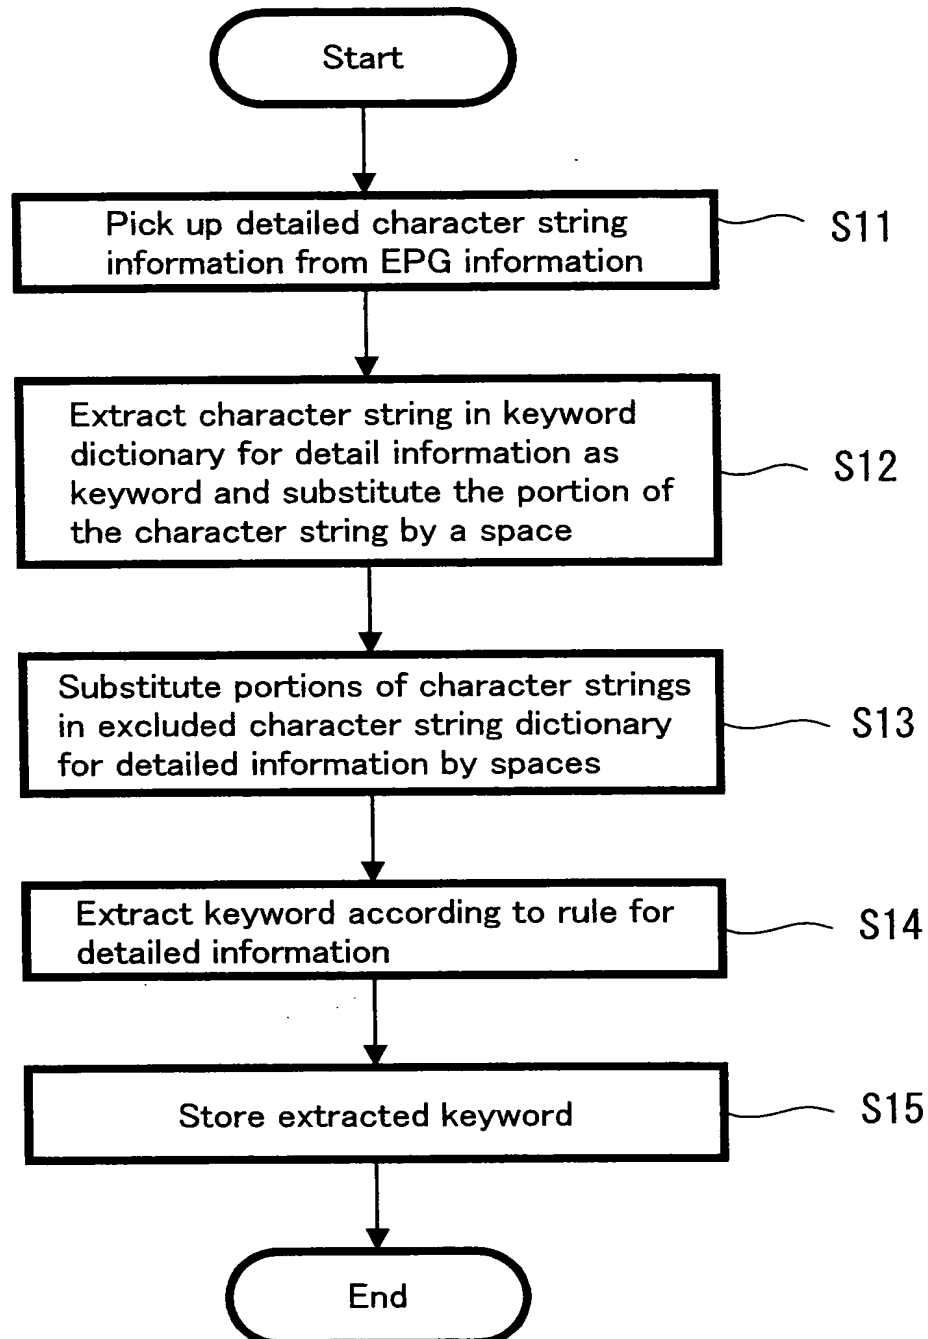 Start
Pick up detailed character string
information from EPG information
S11
Extract character string in keyword
dictionary for detail information as
keyword and substitute the portion of
the character string by a space
S12
Substitute portions of character strings
in excluded character string dictionary
for detailed information by spaces
S13
Extract keyword according to rule for
detailed information
S14
Store extracted keyword
S15
End